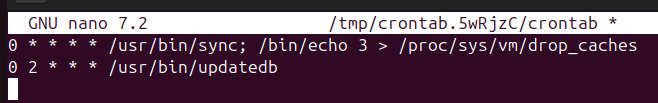 GNU nano 7.2 /tmp/crontab.5wRjzC/crontab *
0 * * * * /usr/bin/sync; /bin/echo 3 > /proc/sys/vm/drop_caches
0 2 * * * /usr/bin/updatedb